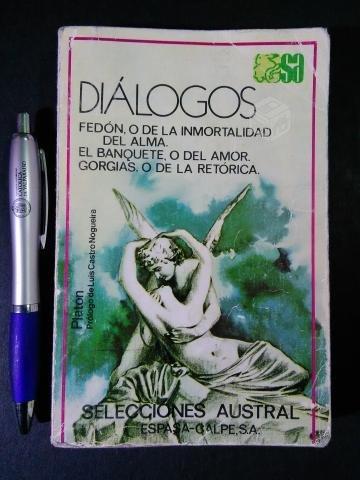 DIÁLOGOS
FEDÓN, O DE LA INMORTALIDAD
DEL ALMA.
EL BANQUETE, O DEL AMOR.
GORGIAS, O DE LA RETÓRICA.
Platón
Prólogo de Luis Castro Nogueira
SELECCIONES AUSTRAL
ESPASA-CALPE, S.A.